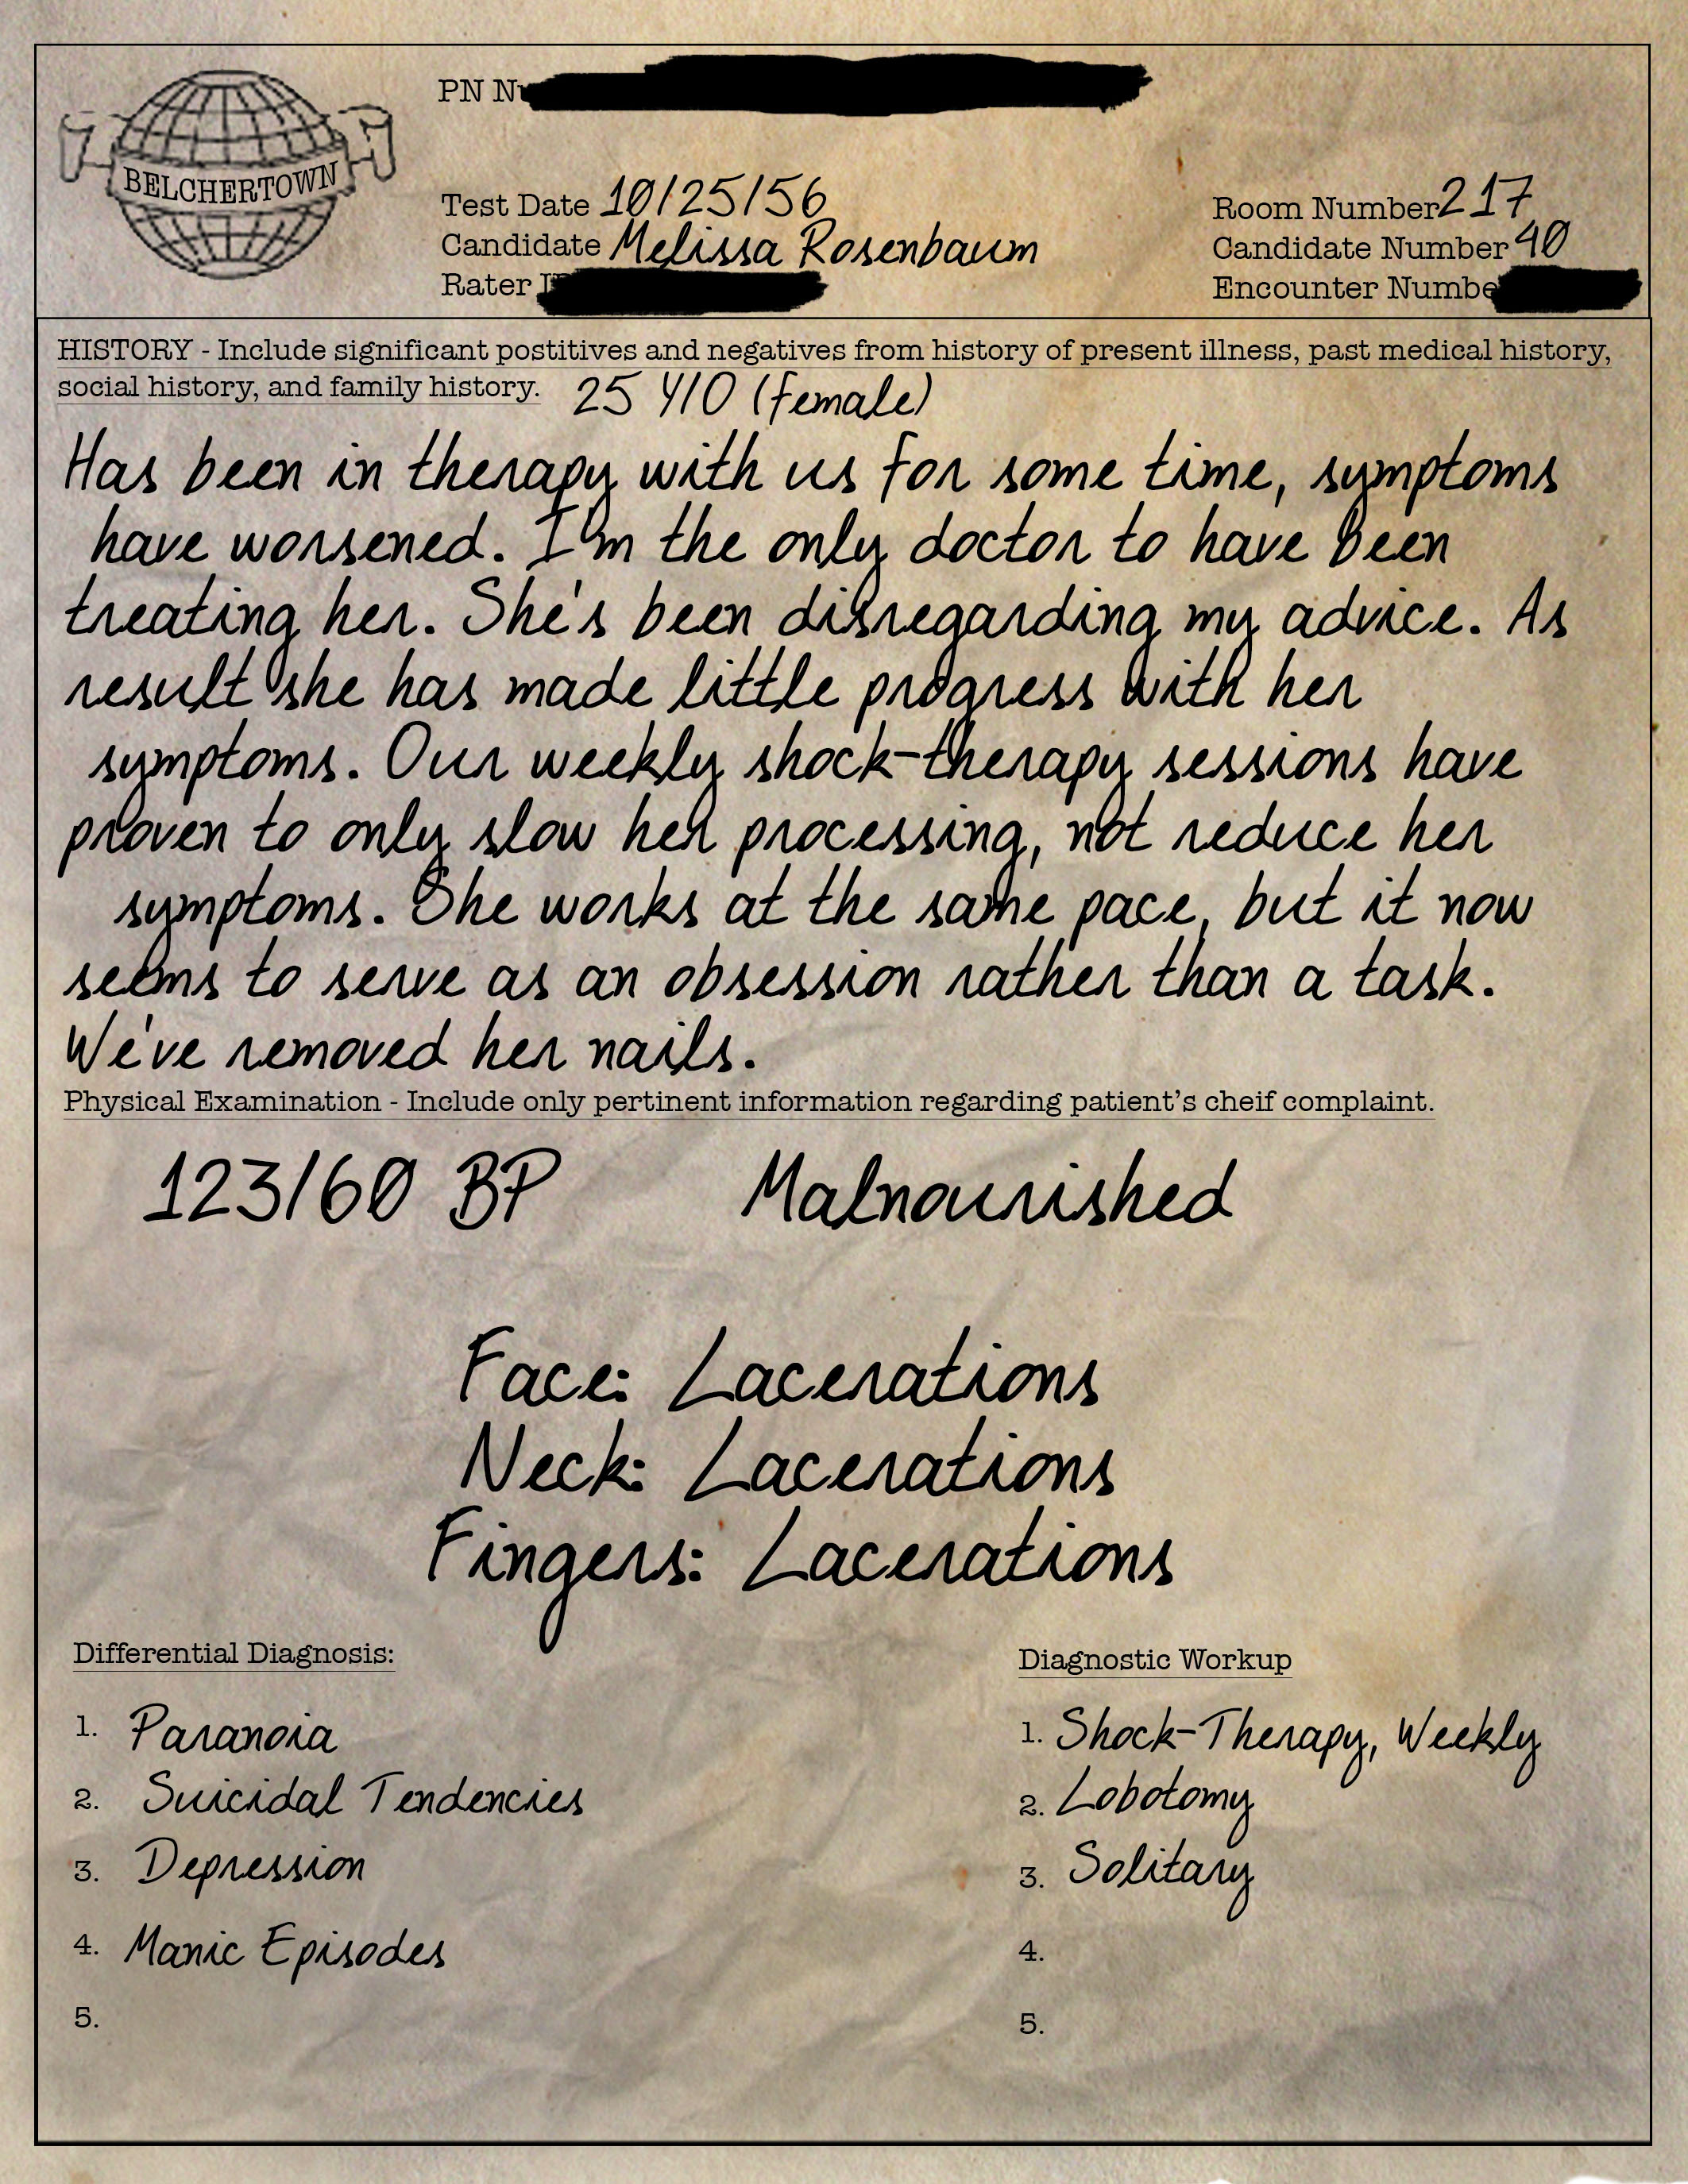 BELCHERTOWN
PN
Test Date 10/25/56
Candidate Melissa Rosenbaum
Rater
Room Number 217
Candidate Number 40
Encounter Numbe
HISTORY - Include significant postitives and negatives from history of present illness, past medical history,
social history, and family history. 25 Y/O (female)
Has been in therapy with us for some time, symptoms
have worsened. I'm the only doctor to have been
treating her. She's been disregarding my advice. As
result she has made little progress with her
symptoms. Our weekly shock-therapy sessions have
proven to only slow her processing, not reduce her
symptoms. She works at the same pace, but it now
seems to serve as an obsession rather than a task.
We've removed her nails.
Physical Examination - Include only pertinent information regarding patient's cheif complaint.
123/60 BP Malnourished
Face: Lacerations
Neck: Lacerations
Fingers: Lacerations
Differential Diagnosis:
1. Paranoia
2. Suicidal Tendencies
3. Depression
4. Manic Episodes
5.
Diagnostic Workup
1. Shock-Therapy, Weekly
2. Lobotomy
3. Solitary
4.
5.